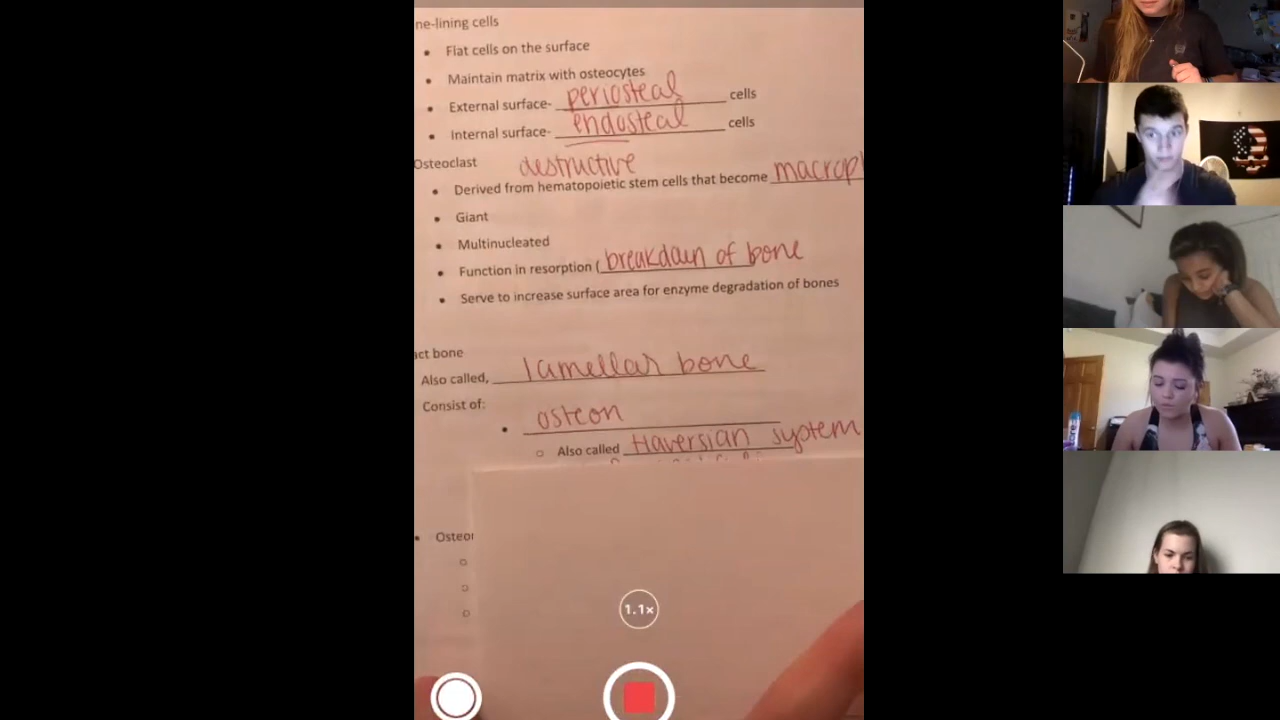 ne-lining cells
• Flat cells on the surface
• Maintain matrix with osteocytes
• External surface- periosteal cells
• Internal surface- endosteal cells
Osteoclast destructive
• Derived from hematopoietic stem cells that become macrop
• Giant
• Multinucleated
• Function in resorption ( breakdown of bone
• Serve to increase surface area for enzyme degradation of bones
ct bone
Also called, lamellar bone
Consist of:
• osteon
o Also called Haversian system
• Osteo
o
o
o
1.1x